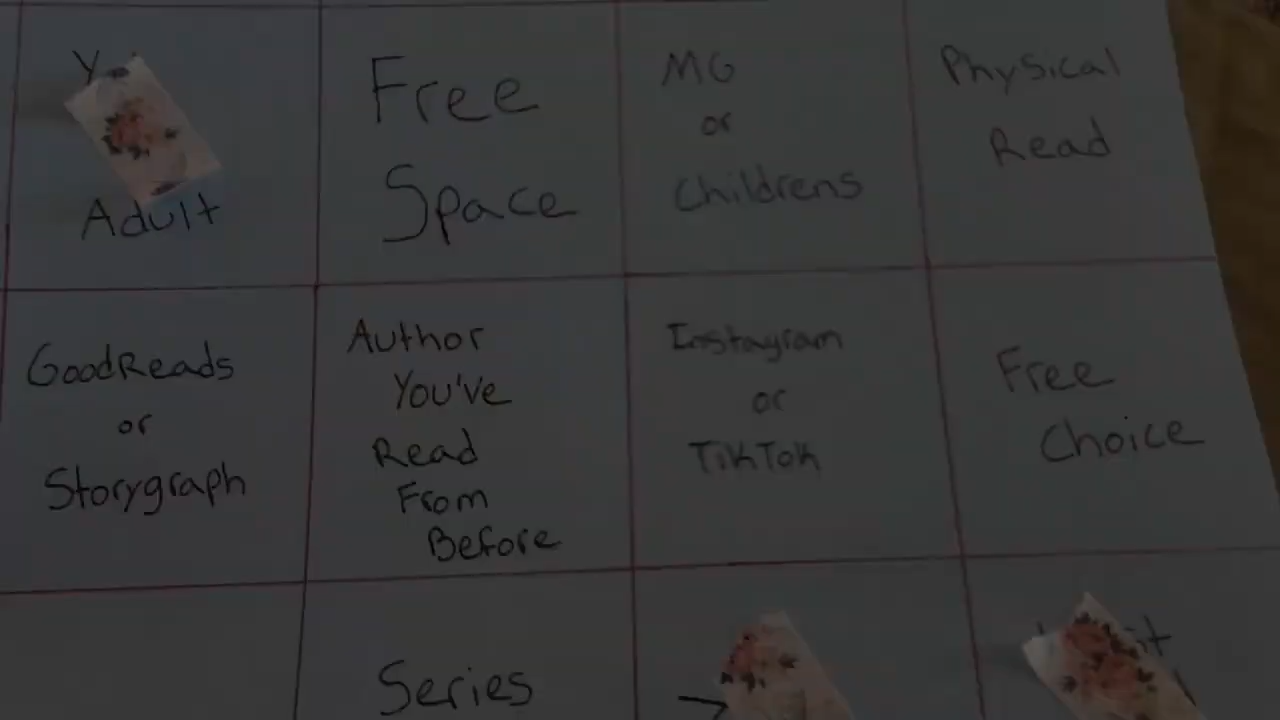 Adult
Free
Space
MG
or
Childrens
Physical
Read
GoodReads
or
Storygraph
Author
You've
Read
From
Before
Instagram
or
TikTok
Free
Choice
Series